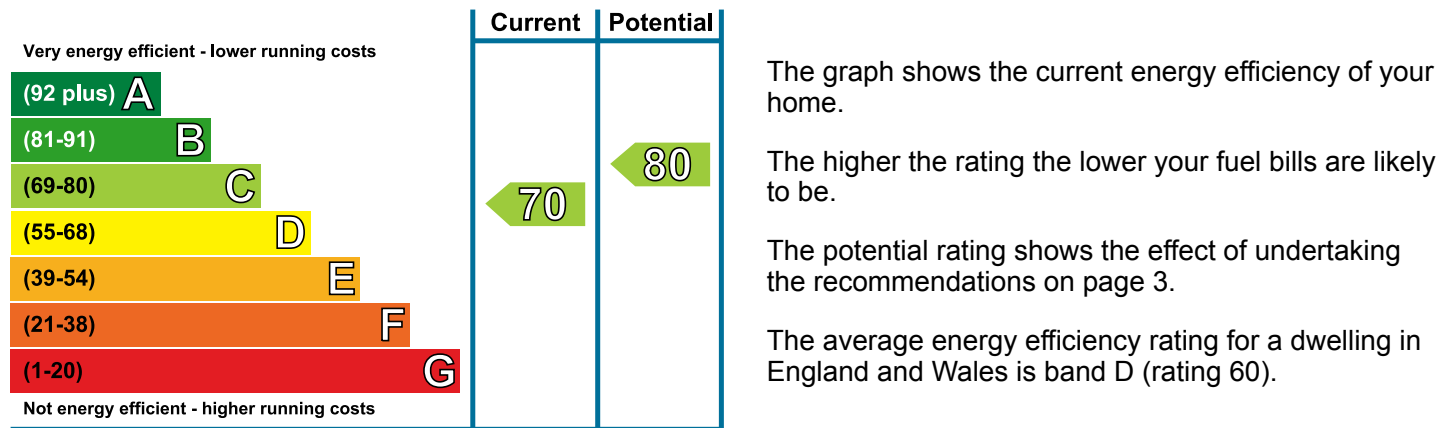 Current Potential
Very energy efficient - lower running costs
(92 plus) A
(81-91) B
(69-80) C
(55-68) D
(39-54) E
(21-38) F
(1-20) G
Not energy efficient - higher running costs
70
80
The graph shows the current energy efficiency of your
home.
The higher the rating the lower your fuel bills are likely
to be.
The potential rating shows the effect of undertaking
the recommendations on page 3.
The average energy efficiency rating for a dwelling in
England and Wales is band D (rating 60).